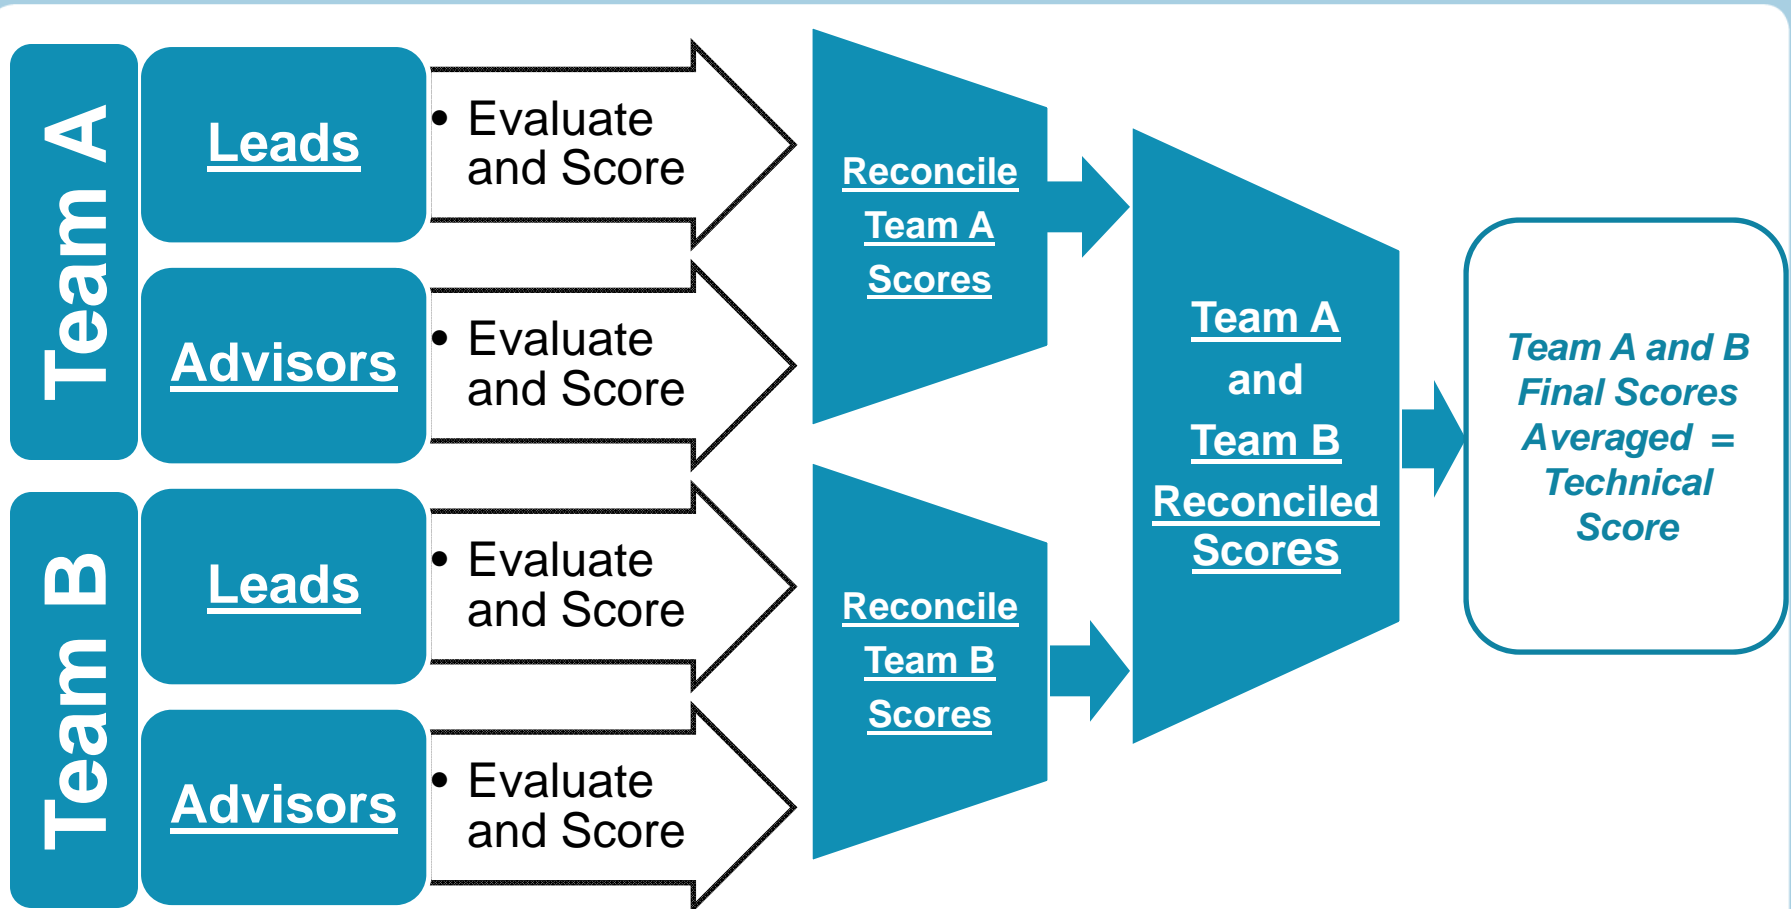 Team A
Leads
• Evaluate
and Score
Advisors
• Evaluate
and Score
Team B
Leads
• Evaluate
and Score
Advisors
• Evaluate
and Score
Reconcile
Team A
Scores
Reconcile
Team B
Scores
Team A
and
Team B
Reconciled
Scores
Team A and B
Final Scores
Averaged =
Technical
Score